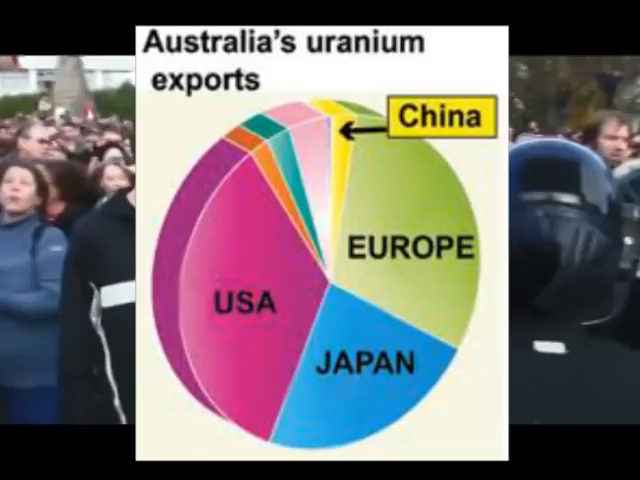 Australia's uranium
exports
China
EUROPE
USA
JAPAN